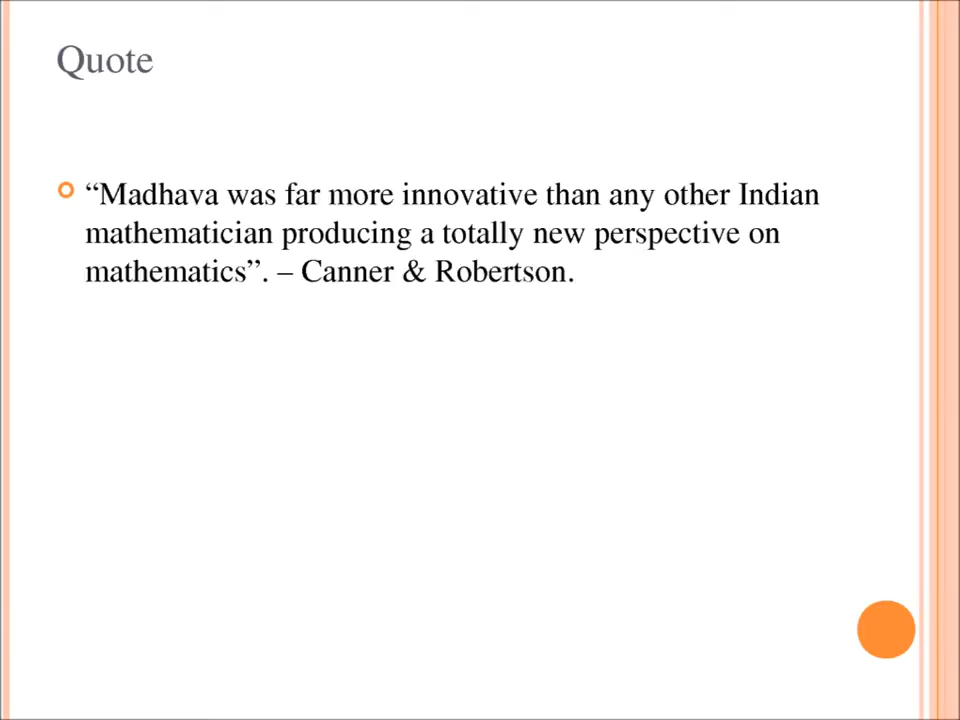 Quote
“Madhava was far more innovative than any other Indian
mathematician producing a totally new perspective on
mathematics”. – Canner & Robertson.